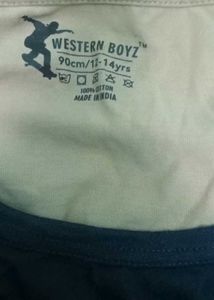 WESTERN BOYZ™
90cm/12-14yrs
100% COTTON
MADE IN INDIA